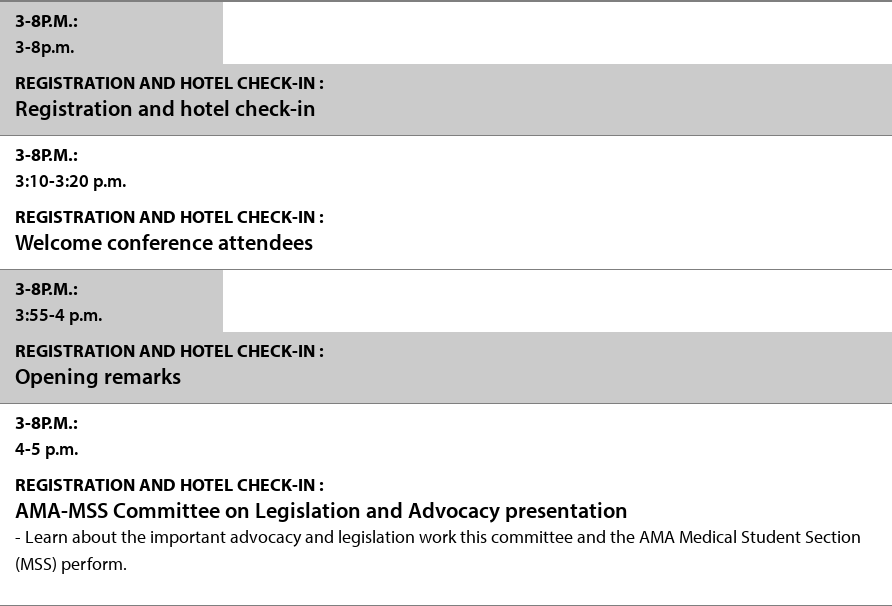 3-8P.M.:
3-8p.m.
REGISTRATION AND HOTEL CHECK-IN :
Registration and hotel check-in
3-8P.M.:
3:10-3:20 p.m.
REGISTRATION AND HOTEL CHECK-IN :
Welcome conference attendees
3-8P.M.:
3:55-4 p.m.
REGISTRATION AND HOTEL CHECK-IN :
Opening remarks
3-8P.M.:
4-5 p.m.
REGISTRATION AND HOTEL CHECK-IN :
AMA-MSS Committee on Legislation and Advocacy presentation
- Learn about the important advocacy and legislation work this committee and the AMA Medical Student Section
(MSS) perform.